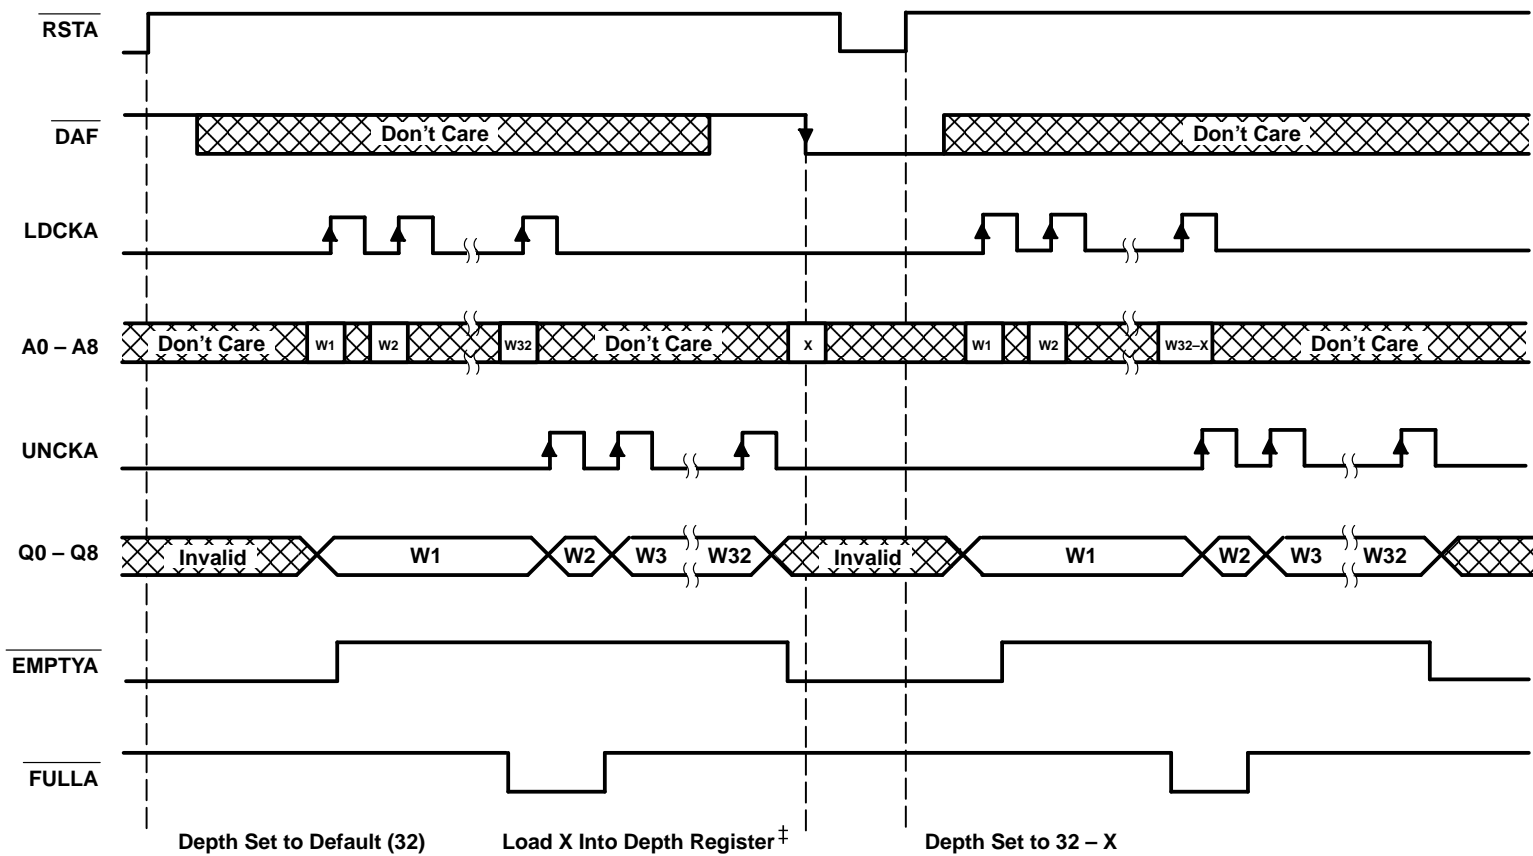 RSTA
DAF Don't Care Don't Care
LDCKA
A0 – A8 Don't Care W1 W2 W32 Don't Care X W1 W2 W32–X Don't Care
UNCKA
Q0 – Q8 Invalid W1 W2 W3 W32 Invalid W1 W2 W3 W32
EMPTYA
FULLA
Depth Set to Default (32) Load X Into Depth Register‡ Depth Set to 32 – X